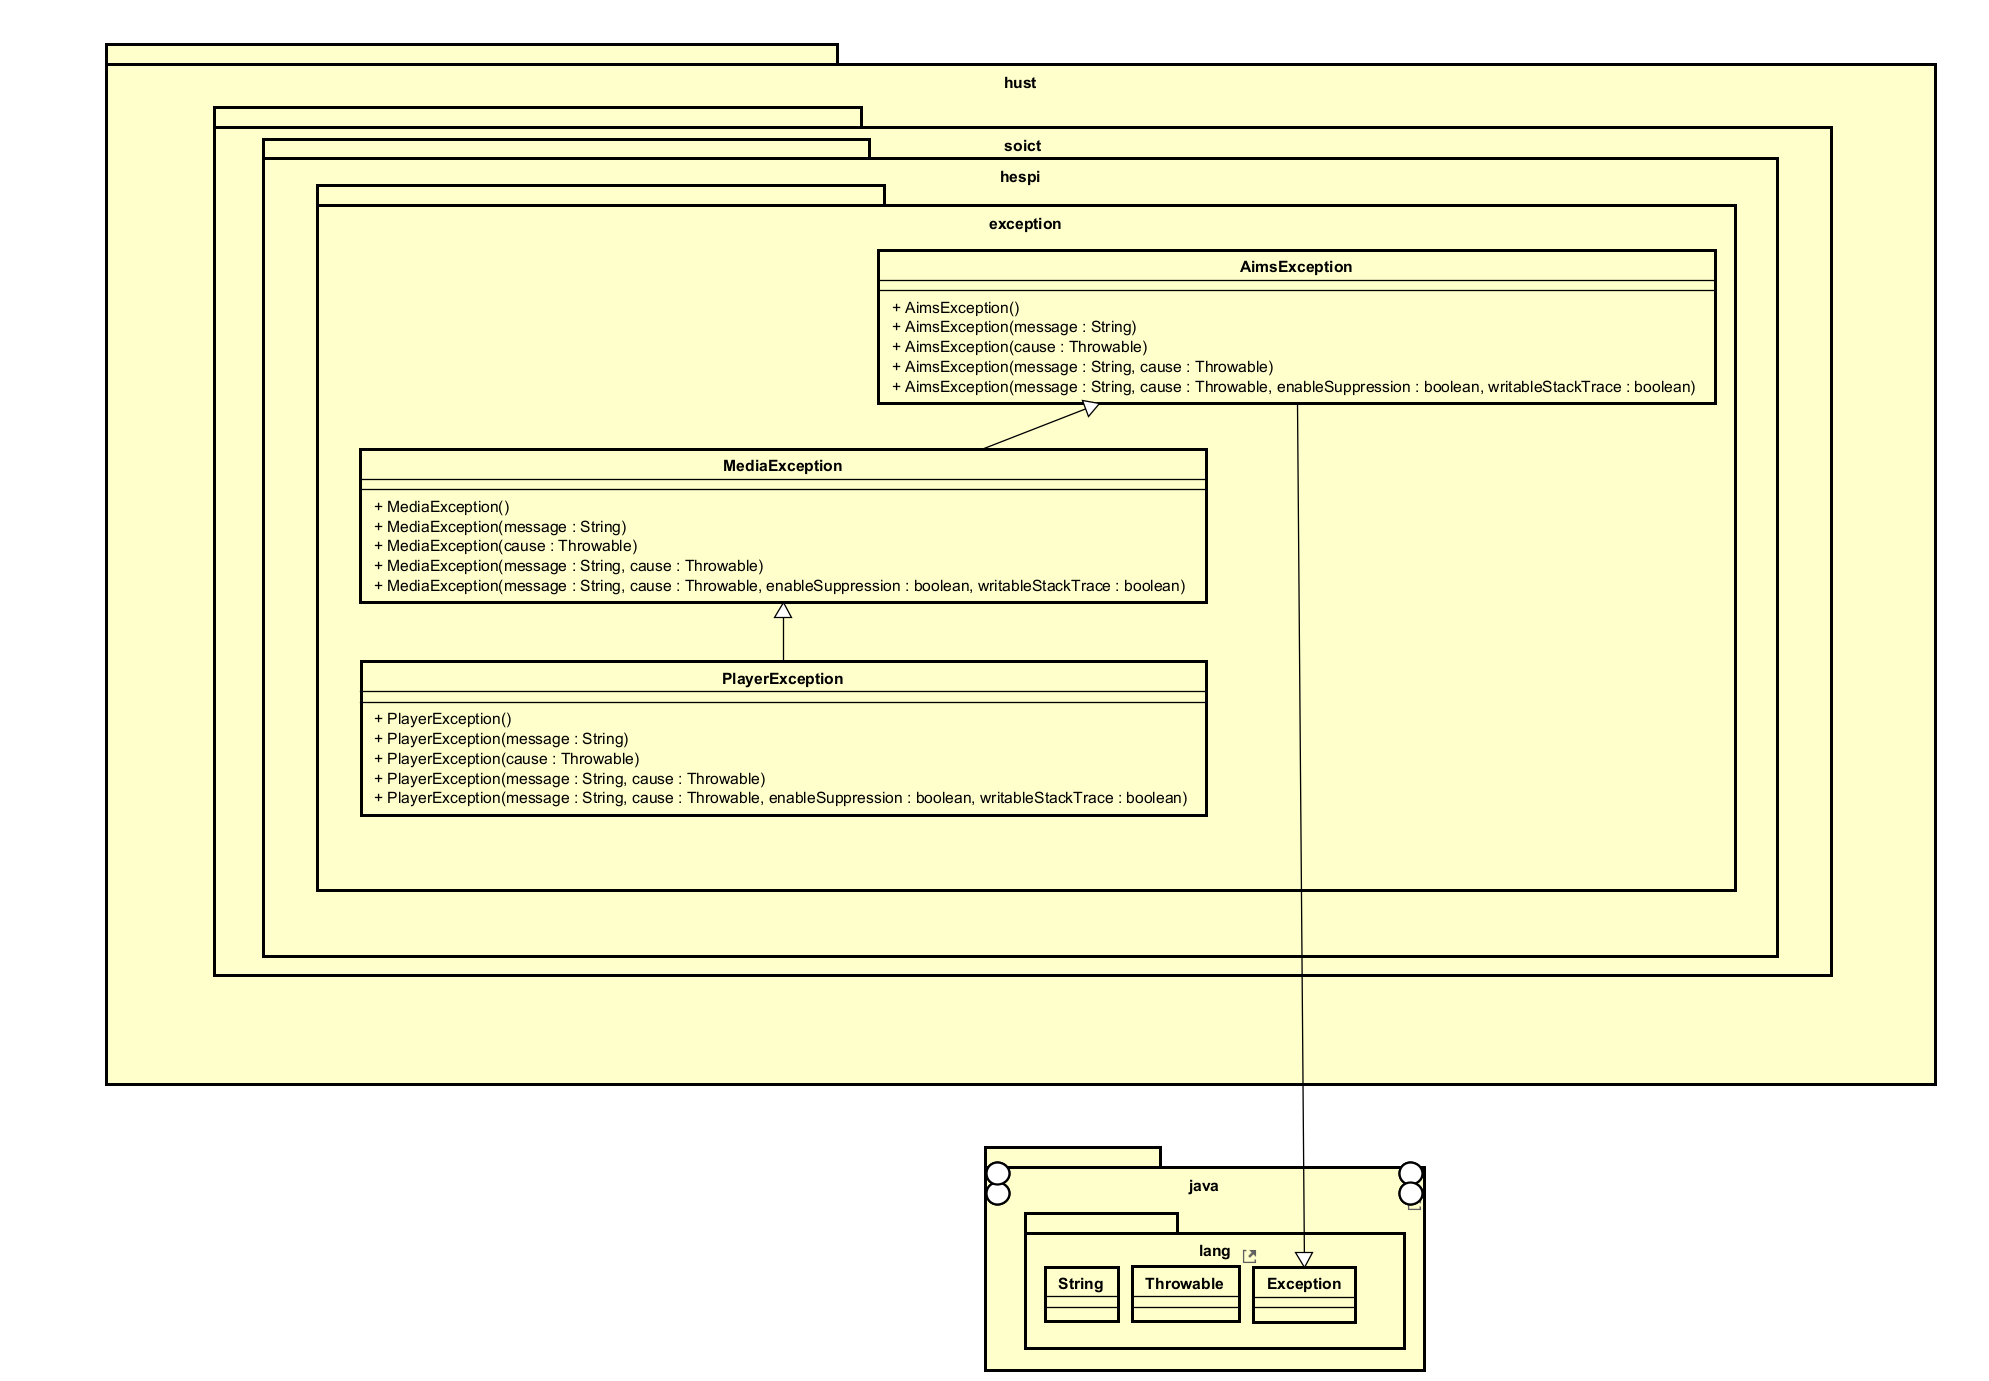 hust
soict
hespi
exception
AimsException
+ AimsException()
+ AimsException(message : String)
+ AimsException(cause : Throwable)
+ AimsException(message : String, cause : Throwable)
+ AimsException(message : String, cause : Throwable, enableSuppression : boolean, writableStackTrace : boolean)
MediaException
+ MediaException()
+ MediaException(message : String)
+ MediaException(cause : Throwable)
+ MediaException(message : String, cause : Throwable)
+ MediaException(message : String, cause : Throwable, enableSuppression : boolean, writableStackTrace : boolean)
PlayerException
+ PlayerException()
+ PlayerException(message : String)
+ PlayerException(cause : Throwable)
+ PlayerException(message : String, cause : Throwable)
+ PlayerException(message : String, cause : Throwable, enableSuppression : boolean, writableStackTrace : boolean)
java
lang
String
Throwable
Exception